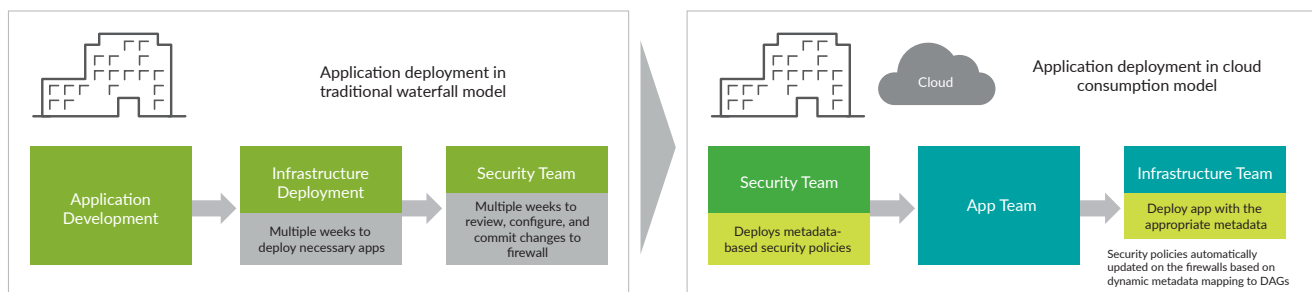 Application deployment in
traditional waterfall model
Application
Development
Infrastructure
Deployment
Multiple weeks to
deploy necessary apps
Security Team
Multiple weeks to
review, configure, and
commit changes to
firewall
Cloud
Application deployment in cloud
consumption model
Security Team
Deploys metadata-
based security policies
App Team
Infrastructure Team
Deploy app with the
appropriate metadata
Security policies automatically
updated on the firewalls based on
dynamic metadata mapping to DAGs